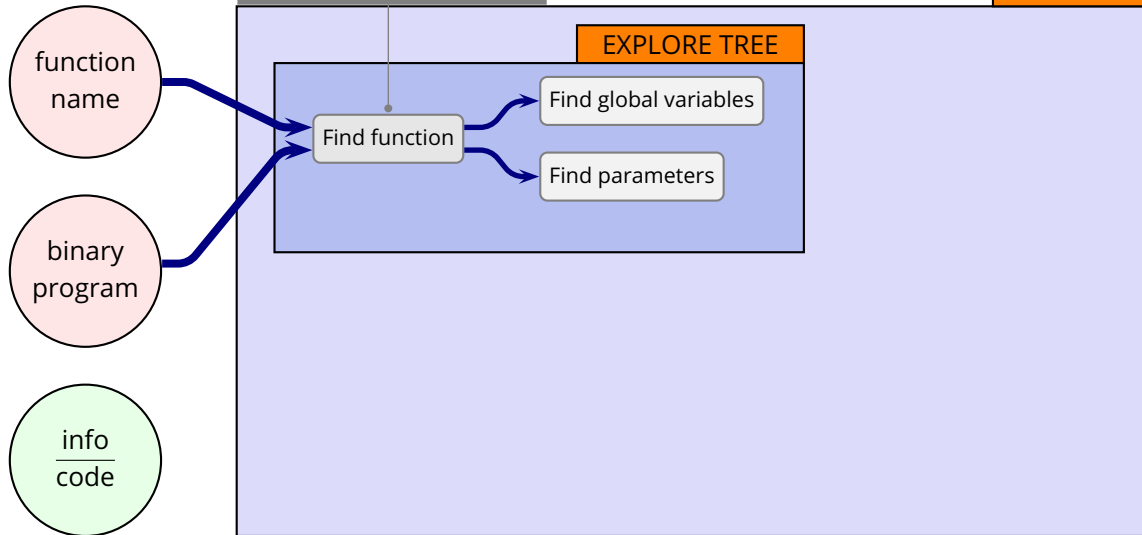 function
name
EXPLORE TREE
Find global variables
Find function
Find parameters
binary
program
info
code